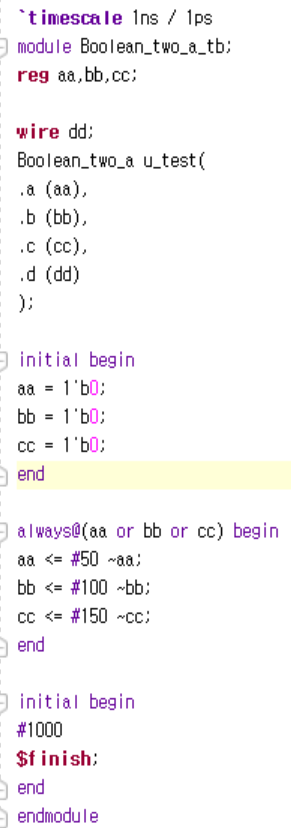 `timescale 1ns / 1ps
module Boolean_two_a_tb;
reg aa,bb,cc;
wire dd;
Boolean_two_a u_test(
.a (aa),
.b (bb),
.c (cc),
.d (dd)
);
initial begin
aa = 1'b0;
bb = 1'b0;
cc = 1'b0;
end
always@(aa or bb or cc) begin
aa <= #50 ~aa;
bb <= #100 ~bb;
cc <= #150 ~cc;
end
initial begin
#1000
$finish;
end
endmodule